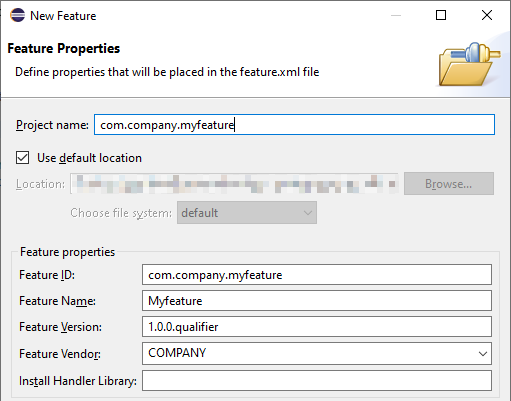 New Feature
Feature Properties
Define properties that will be placed in the feature.xml file
Project name: com.company.myfeature
Use default location
Location: Browse...
Choose file system: default
Feature properties
Feature ID: com.company.myfeature
Feature Name: Myfeature
Feature Version: 1.0.0.qualifier
Feature Vendor: COMPANY
Install Handler Library: